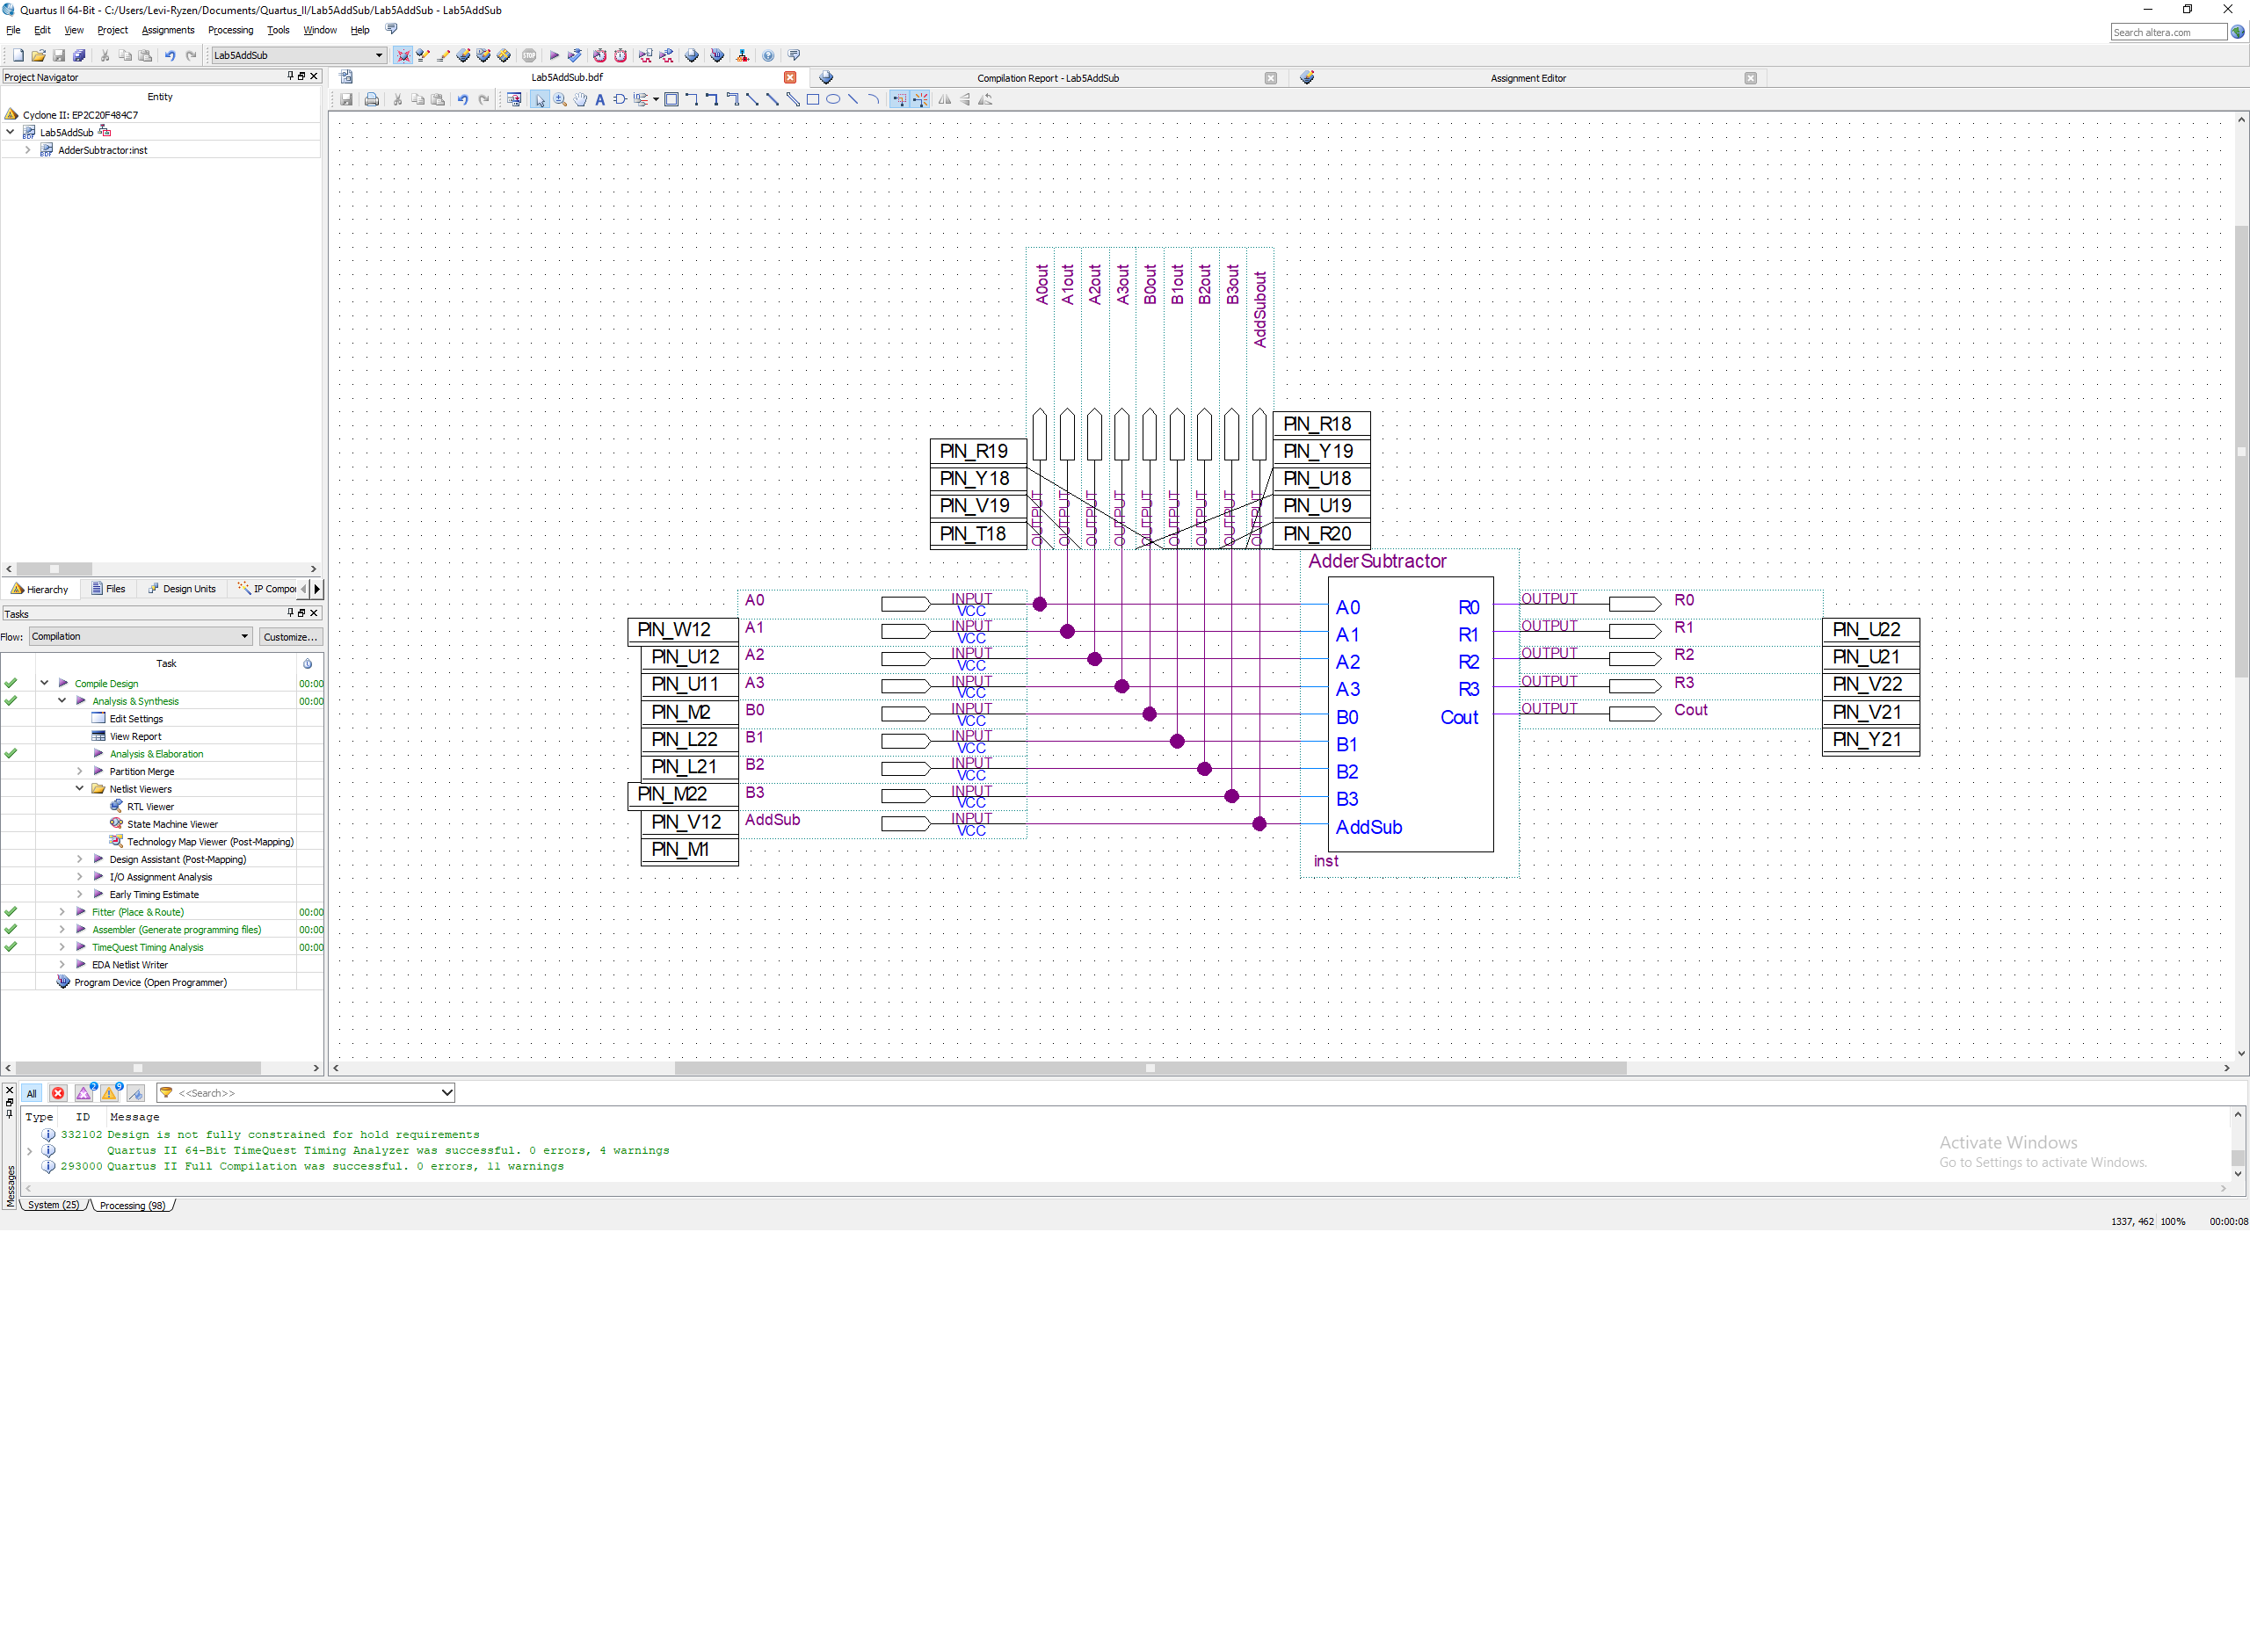 Quartus II 64-Bit - C:/Users/Levi-Ryzen/Documents/Quartus_II/Lab5AddSub/Lab5AddSub - Lab5AddSub
File Edit View Project Assignments Processing Tools Window Help
Search altera.com
Lab5AddSub
Project Navigator
Lab5AddSub.bdf
Compilation Report - Lab5AddSub
Assignment Editor
Entity
Cyclone II: EP2C20F484C7
Lab5AddSub
AdderSubtractor:inst
Hierarchy Files Design Units IP Compor
Tasks
Flow: Compilation Customize...
Task
Compile Design 00:00
Analysis & Synthesis 00:00
Edit Settings
View Report
Analysis & Elaboration
Partition Merge
Netlist Viewers
RTL Viewer
State Machine Viewer
Technology Map Viewer (Post-Mapping)
Design Assistant (Post-Mapping)
I/O Assignment Analysis
Early Timing Estimate
Fitter (Place & Route) 00:00
Assembler (Generate programming files) 00:00
TimeQuest Timing Analysis 00:00
EDA Netlist Writer
Program Device (Open Programmer)
A0out
A1out
A2out
A3out
B0out
B1out
B2out
B3out
AddSubout
PIN_R18
PIN_R19 PIN_Y19
PIN_Y18 PIN_U18
PIN_V19 PIN_U19
PIN_T18 PIN_R20
OUTPUT
OUTPUT
OUTPUT
OUTPUT
OUTPUT
OUTPUT
OUTPUT
OUTPUT
OUTPUT
AdderSubtractor
A0 INPUT VCC A0 R0 OUTPUT R0
PIN_W12 A1 INPUT VCC A1 R1 OUTPUT R1 PIN_U22
PIN_U12 A2 INPUT VCC A2 R2 OUTPUT R2 PIN_U21
PIN_U11 A3 INPUT VCC A3 R3 OUTPUT R3 PIN_V22
PIN_M2 B0 INPUT VCC B0 Cout OUTPUT Cout PIN_V21
PIN_L22 B1 INPUT VCC B1 PIN_Y21
PIN_L21 B2 INPUT VCC B2
PIN_M22 B3 INPUT VCC B3
PIN_V12 AddSub INPUT VCC AddSub
PIN_M1
inst
All 2 9 <<Search>>
Type ID Message
332102 Design is not fully constrained for hold requirements
Quartus II 64-Bit TimeQuest Timing Analyzer was successful. 0 errors, 4 warnings
293000 Quartus II Full Compilation was successful. 0 errors, 11 warnings
Messages
System (25) Processing (98)
Activate Windows
Go to Settings to activate Windows.
1337, 462 100% 00:00:08